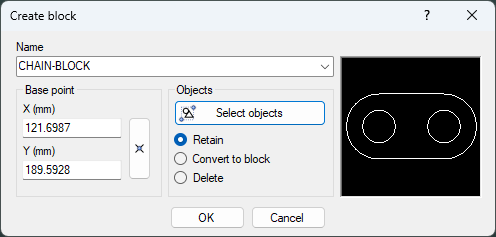 Create block
?
Name
CHAIN-BLOCK
Base point
X (mm)
121.6987
Y (mm)
189.5928
Objects
Select objects
Retain
Convert to block
Delete
OK
Cancel